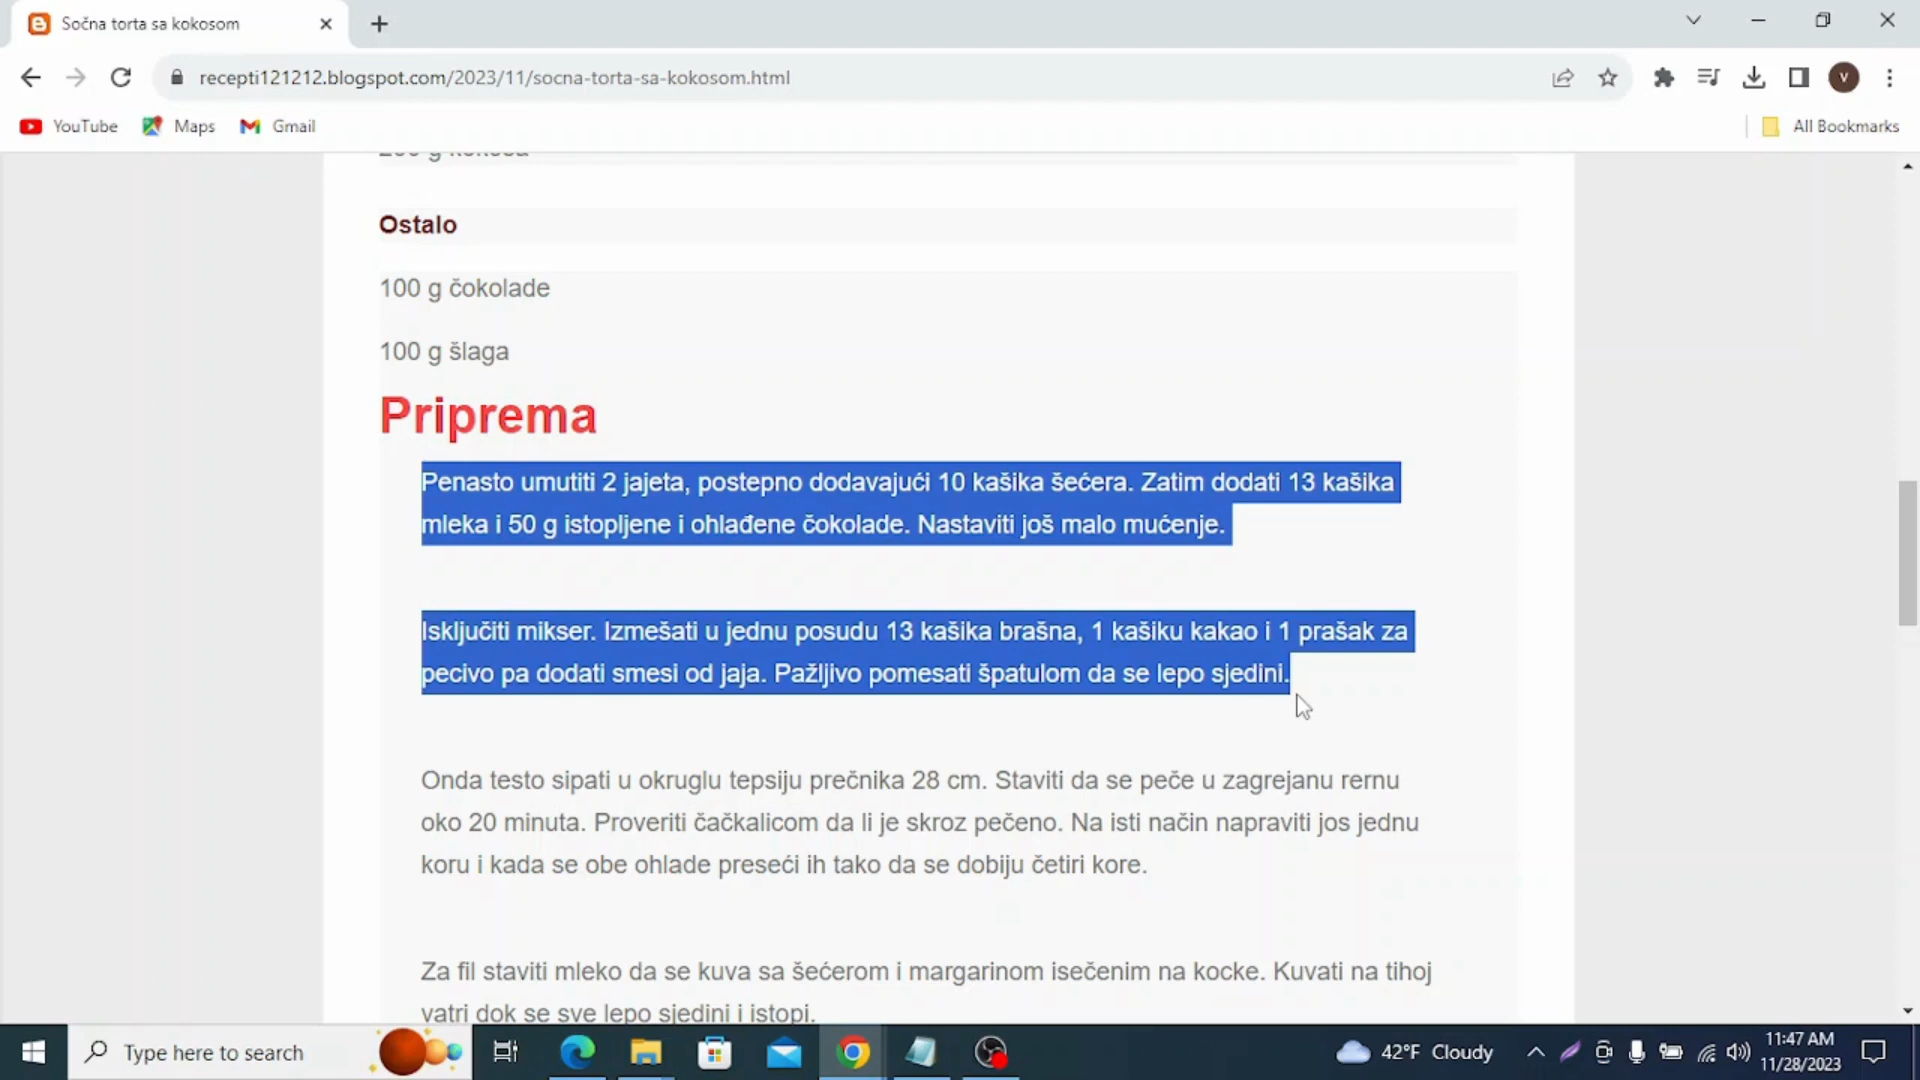 Sočna torta sa kokosom
recepti121212.blogspot.com/2023/11/socna-torta-sa-kokosom.html
V
YouTube
Maps
Gmail
All Bookmarks
Ostalo
100 g čokolade
100 g šlaga
Priprema
Penasto umutiti 2 jajeta, postepno dodavajući 10 kašika šećera. Zatim dodati 13 kašika
mleka i 50 g istopljene i ohlađene čokolade. Nastaviti još malo mućenje.
Isključiti mikser. Izmešati u jednu posudu 13 kašika brašna, 1 kašiku kakao i 1 prašak za
pecivo pa dodati smesi od jaja. Pažljivo pomesati špatulom da se lepo sjedini.
Onda testo sipati u okruglu tepsiju prečnika 28 cm. Staviti da se peče u zagrejanu rernu
oko 20 minuta. Proveriti čačkalicom da li je skroz pečeno. Na isti način napraviti jos jednu
koru i kada se obe ohlade preseći ih tako da se dobiju četiri kore.
Za fil staviti mleko da se kuva sa šećerom i margarinom isečenim na kocke. Kuvati na tihoj
vatri dok se sve lepo sjedini i istopi.
Type here to search
42°F Cloudy
11:47 AM
11/28/2023